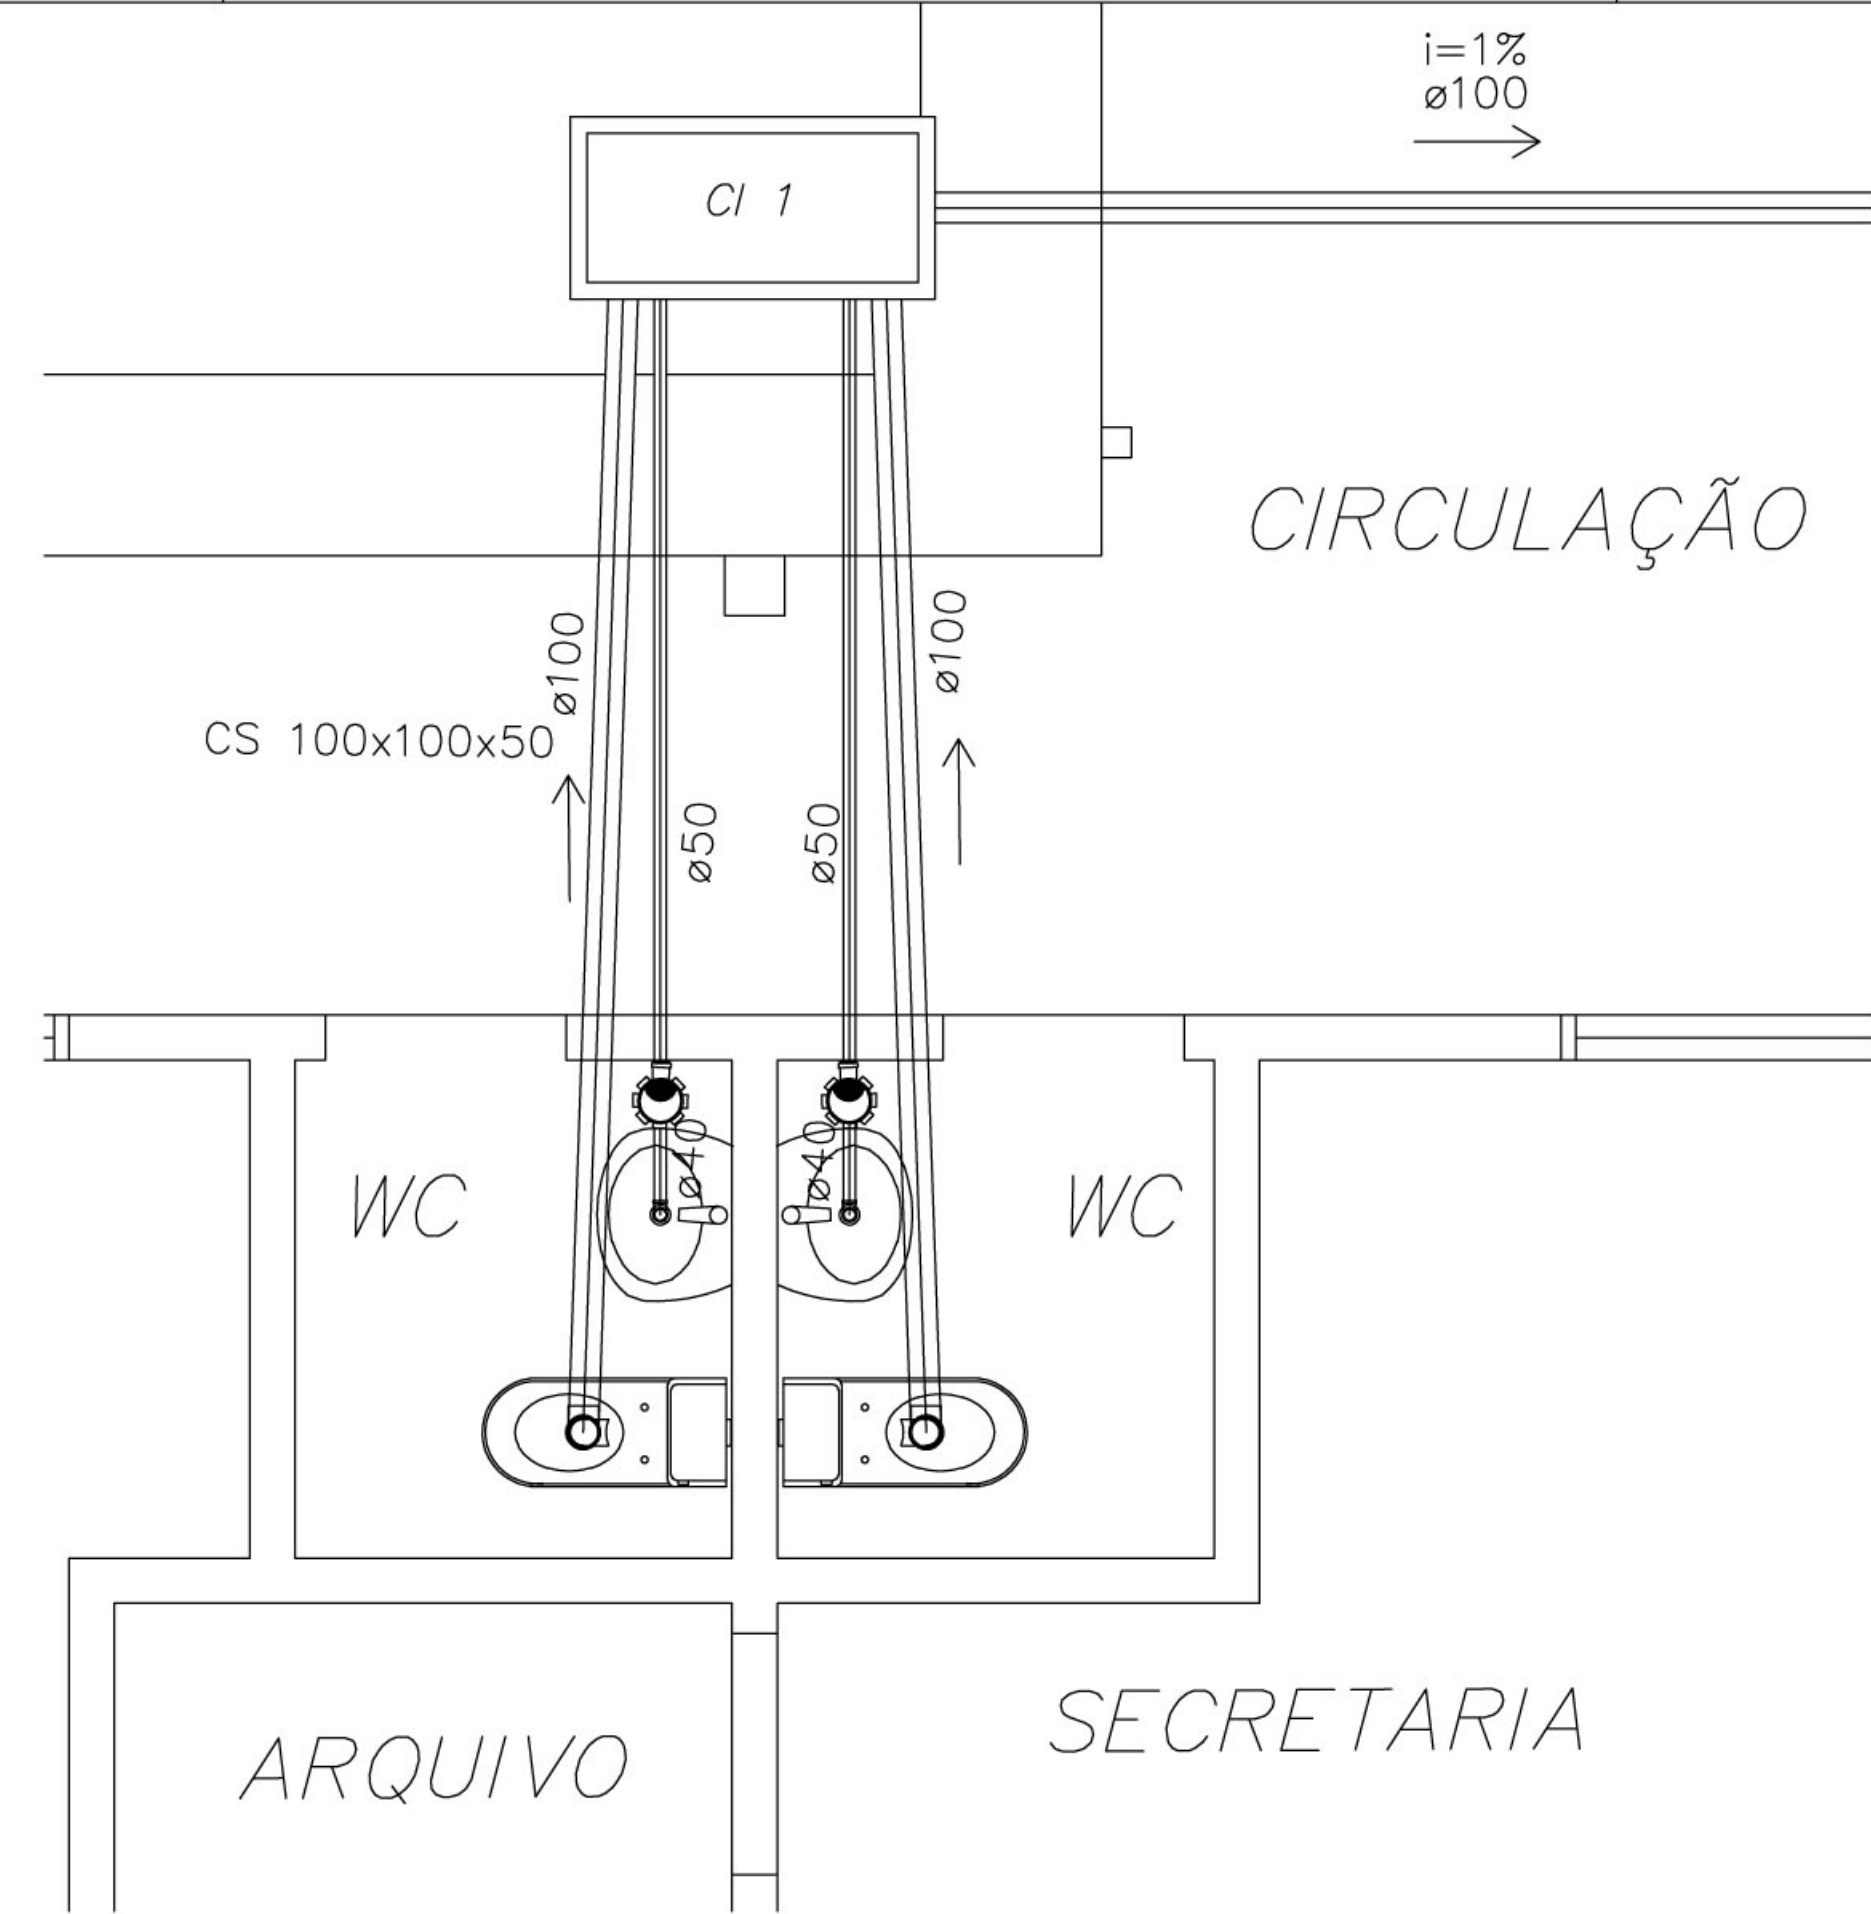 i=1%
ø100
CI 1
CIRCULAÇÃO
ø100
ø100
CS 100x100x50
ø50
ø50
ø40
ø40
WC
WC
SECRETARIA
ARQUIVO